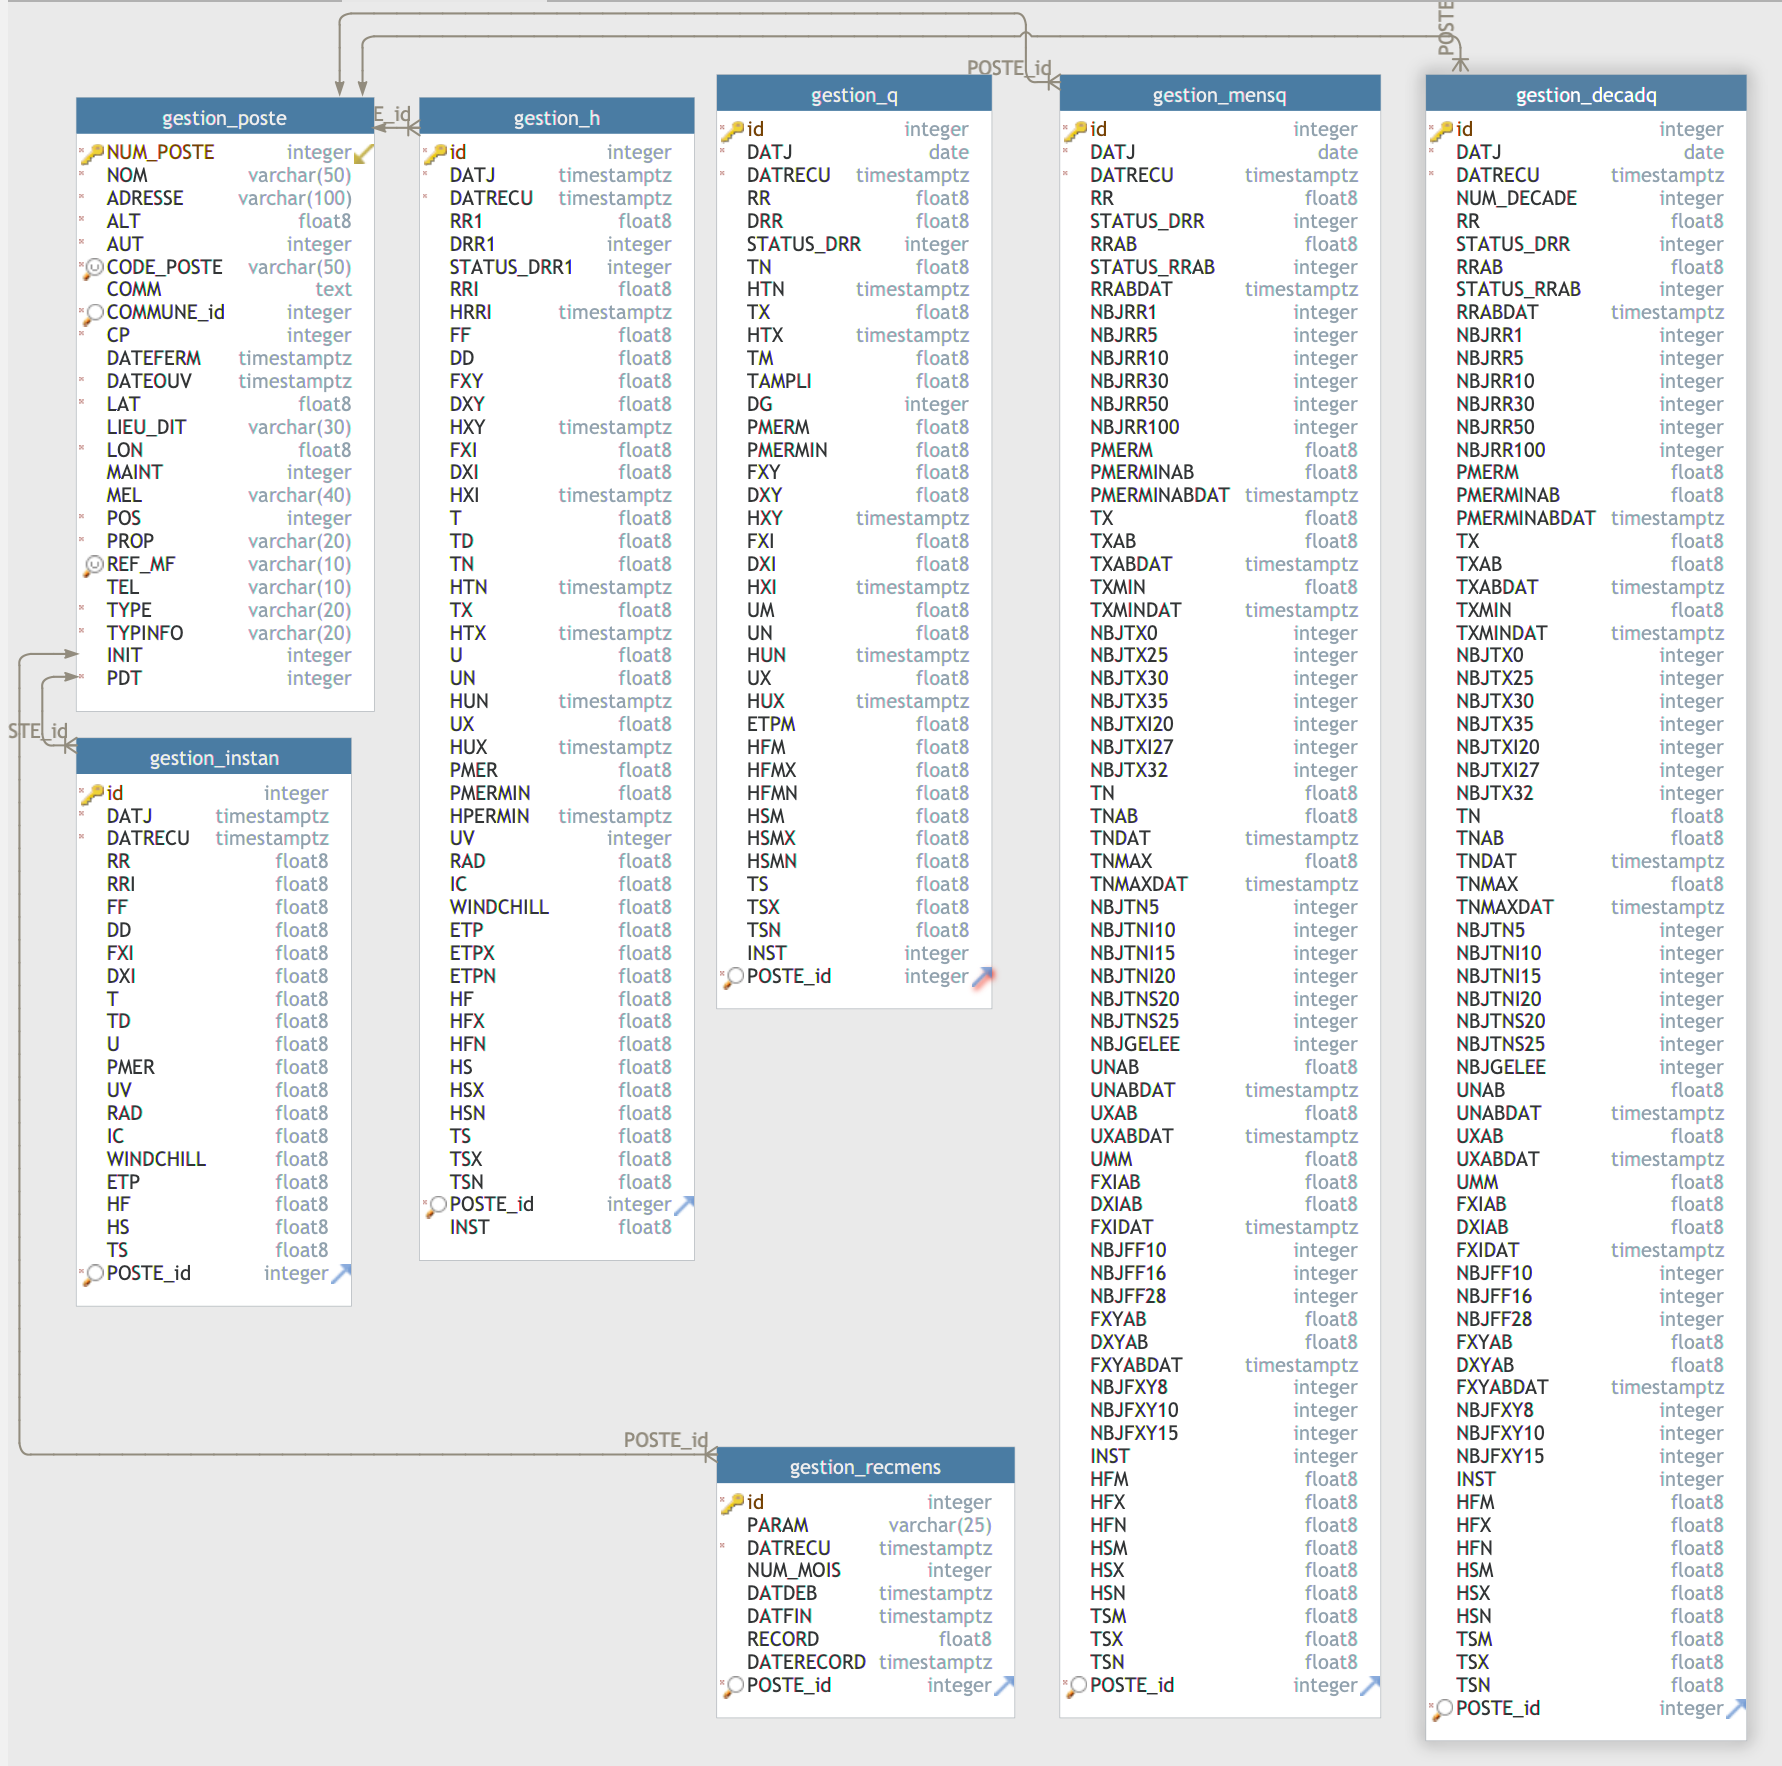 POSTE
POSTE_id
gestion_poste
NUM_POSTE integer
NOM varchar(50)
ADRESSE varchar(100)
ALT float8
AUT integer
CODE_POSTE varchar(50)
COMM text
COMMUNE_id integer
CP integer
DATEFERM timestamptz
DATEOUV timestamptz
LAT float8
LIEU_DIT varchar(30)
LON float8
MAINT integer
MEL varchar(40)
POS integer
PROP varchar(20)
REF_MF varchar(10)
TEL varchar(10)
TYPE varchar(20)
TYPINFO varchar(20)
INIT integer
PDT integer
STE_id
gestion_instan
id integer
DATJ timestamptz
DATRECU timestamptz
RR float8
RRI float8
FF float8
DD float8
FXI float8
DXI float8
T float8
TD float8
U float8
PMER float8
UV float8
RAD float8
IC float8
WINDCHILL float8
ETP float8
HF float8
HS float8
TS float8
POSTE_id integer
E_id
gestion_h
id integer
DATJ timestamptz
DATRECU timestamptz
RR1 float8
DRR1 integer
STATUS_DRR1 integer
RRI float8
HRRI timestamptz
FF float8
DD float8
FXY float8
DXY float8
HXY timestamptz
FXI float8
DXI float8
HXI timestamptz
T float8
TD float8
TN float8
HTN timestamptz
TX float8
HTX timestamptz
U float8
UN float8
HUN timestamptz
UX float8
HUX timestamptz
PMER float8
PMERMIN float8
HPERMIN timestamptz
UV integer
RAD float8
IC float8
WINDCHILL float8
ETP float8
ETPX float8
ETPN float8
HF float8
HFX float8
HFN float8
HS float8
HSX float8
HSN float8
TS float8
TSX float8
TSN float8
POSTE_id integer
INST float8
gestion_q
id integer
DATJ date
DATRECU timestamptz
RR float8
DRR float8
STATUS_DRR integer
TN float8
HTN timestamptz
TX float8
HTX timestamptz
TM float8
TAMPLI float8
DG integer
PMERM float8
PMERMIN float8
FXY float8
DXY float8
HXY timestamptz
FXI float8
DXI float8
HXI timestamptz
UM float8
UN float8
HUN timestamptz
UX float8
HUX timestamptz
ETPM float8
HFM float8
HFMX float8
HFMN float8
HSM float8
HSMX float8
HSMN float8
TS float8
TSX float8
TSN float8
INST integer
POSTE_id integer
POSTE_id
gestion_recmens
id integer
PARAM varchar(25)
DATRECU timestamptz
NUM_MOIS integer
DATDEB timestamptz
DATFIN timestamptz
RECORD float8
DATERECORD timestamptz
POSTE_id integer
gestion_mensq
id integer
DATJ date
DATRECU timestamptz
RR float8
STATUS_DRR integer
RRAB float8
STATUS_RRAB integer
RRABDAT timestamptz
NBJRR1 integer
NBJRR5 integer
NBJRR10 integer
NBJRR30 integer
NBJRR50 integer
NBJRR100 integer
PMERM float8
PMERMINAB float8
PMERMINABDAT timestamptz
TX float8
TXAB float8
TXABDAT timestamptz
TXMIN float8
TXMINDAT timestamptz
NBJTX0 integer
NBJTX25 integer
NBJTX30 integer
NBJTX35 integer
NBJTXI20 integer
NBJTXI27 integer
NBJTX32 integer
TN float8
TNAB float8
TNDAT timestamptz
TNMAX float8
TNMAXDAT timestamptz
NBJTN5 integer
NBJTNI10 integer
NBJTNI15 integer
NBJTNI20 integer
NBJTNS20 integer
NBJTNS25 integer
NBJGELEE integer
UNAB float8
UNABDAT timestamptz
UXAB float8
UXABDAT timestamptz
UMM float8
FXIAB float8
DXIAB float8
FXIDAT timestamptz
NBJFF10 integer
NBJFF16 integer
NBJFF28 integer
FXYAB float8
DXYAB float8
FXYABDAT timestamptz
NBJFXY8 integer
NBJFXY10 integer
NBJFXY15 integer
INST integer
HFM float8
HFX float8
HFN float8
HSM float8
HSX float8
HSN float8
TSM float8
TSX float8
TSN float8
POSTE_id integer
gestion_decadq
id integer
DATJ date
DATRECU timestamptz
NUM_DECADE integer
RR float8
STATUS_DRR integer
RRAB float8
STATUS_RRAB integer
RRABDAT timestamptz
NBJRR1 integer
NBJRR5 integer
NBJRR10 integer
NBJRR30 integer
NBJRR50 integer
NBJRR100 integer
PMERM float8
PMERMINAB float8
PMERMINABDAT timestamptz
TX float8
TXAB float8
TXABDAT timestamptz
TXMIN float8
TXMINDAT timestamptz
NBJTX0 integer
NBJTX25 integer
NBJTX30 integer
NBJTX35 integer
NBJTXI20 integer
NBJTXI27 integer
NBJTX32 integer
TN float8
TNAB float8
TNDAT timestamptz
TNMAX float8
TNMAXDAT timestamptz
NBJTN5 integer
NBJTNI10 integer
NBJTNI15 integer
NBJTNI20 integer
NBJTNS20 integer
NBJTNS25 integer
NBJGELEE integer
UNAB float8
UNABDAT timestamptz
UXAB float8
UXABDAT timestamptz
UMM float8
FXIAB float8
DXIAB float8
FXIDAT timestamptz
NBJFF10 integer
NBJFF16 integer
NBJFF28 integer
FXYAB float8
DXYAB float8
FXYABDAT timestamptz
NBJFXY8 integer
NBJFXY10 integer
NBJFXY15 integer
INST integer
HFM float8
HFX float8
HFN float8
HSM float8
HSX float8
HSN float8
TSM float8
TSX float8
TSN float8
POSTE_id integer